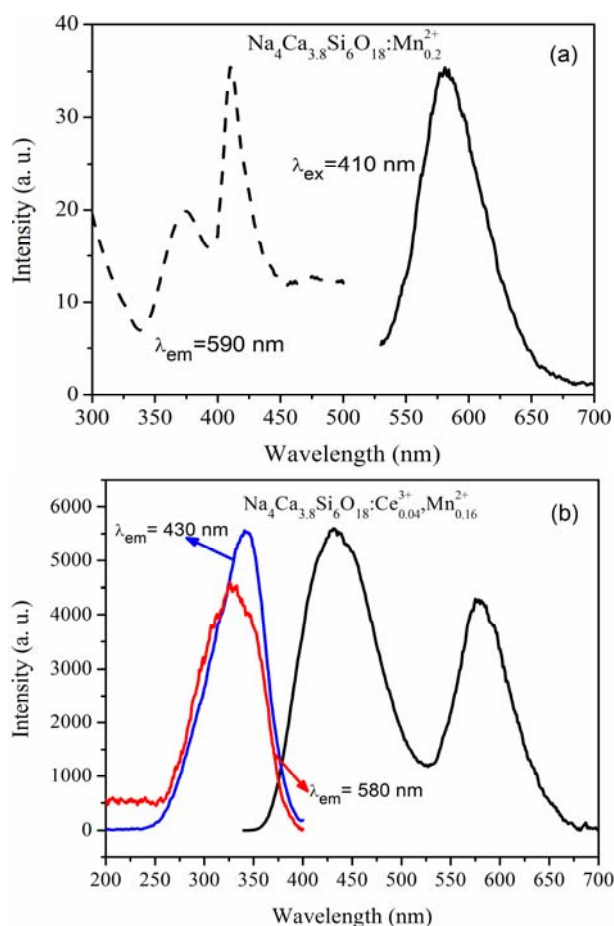 Na₄Ca₃.₈Si₆O₁₈:Mn²⁺₀.₂
(a)
40
30
20
10
0
Intensity (a. u.)
λex=410 nm
λem=590 nm
300 350 400 450 500 550 600 650 700
Wavelength (nm)
Na₄Ca₃.₈Si₆O₁₈:Ce³⁺₀.₀₄,Mn²⁺₀.₁₆
(b)
6000
5000
4000
3000
2000
1000
0
Intensity (a. u.)
λem= 430 nm
λem= 580 nm
200 250 300 350 400 450 500 550 600 650 700
Wavelength (nm)